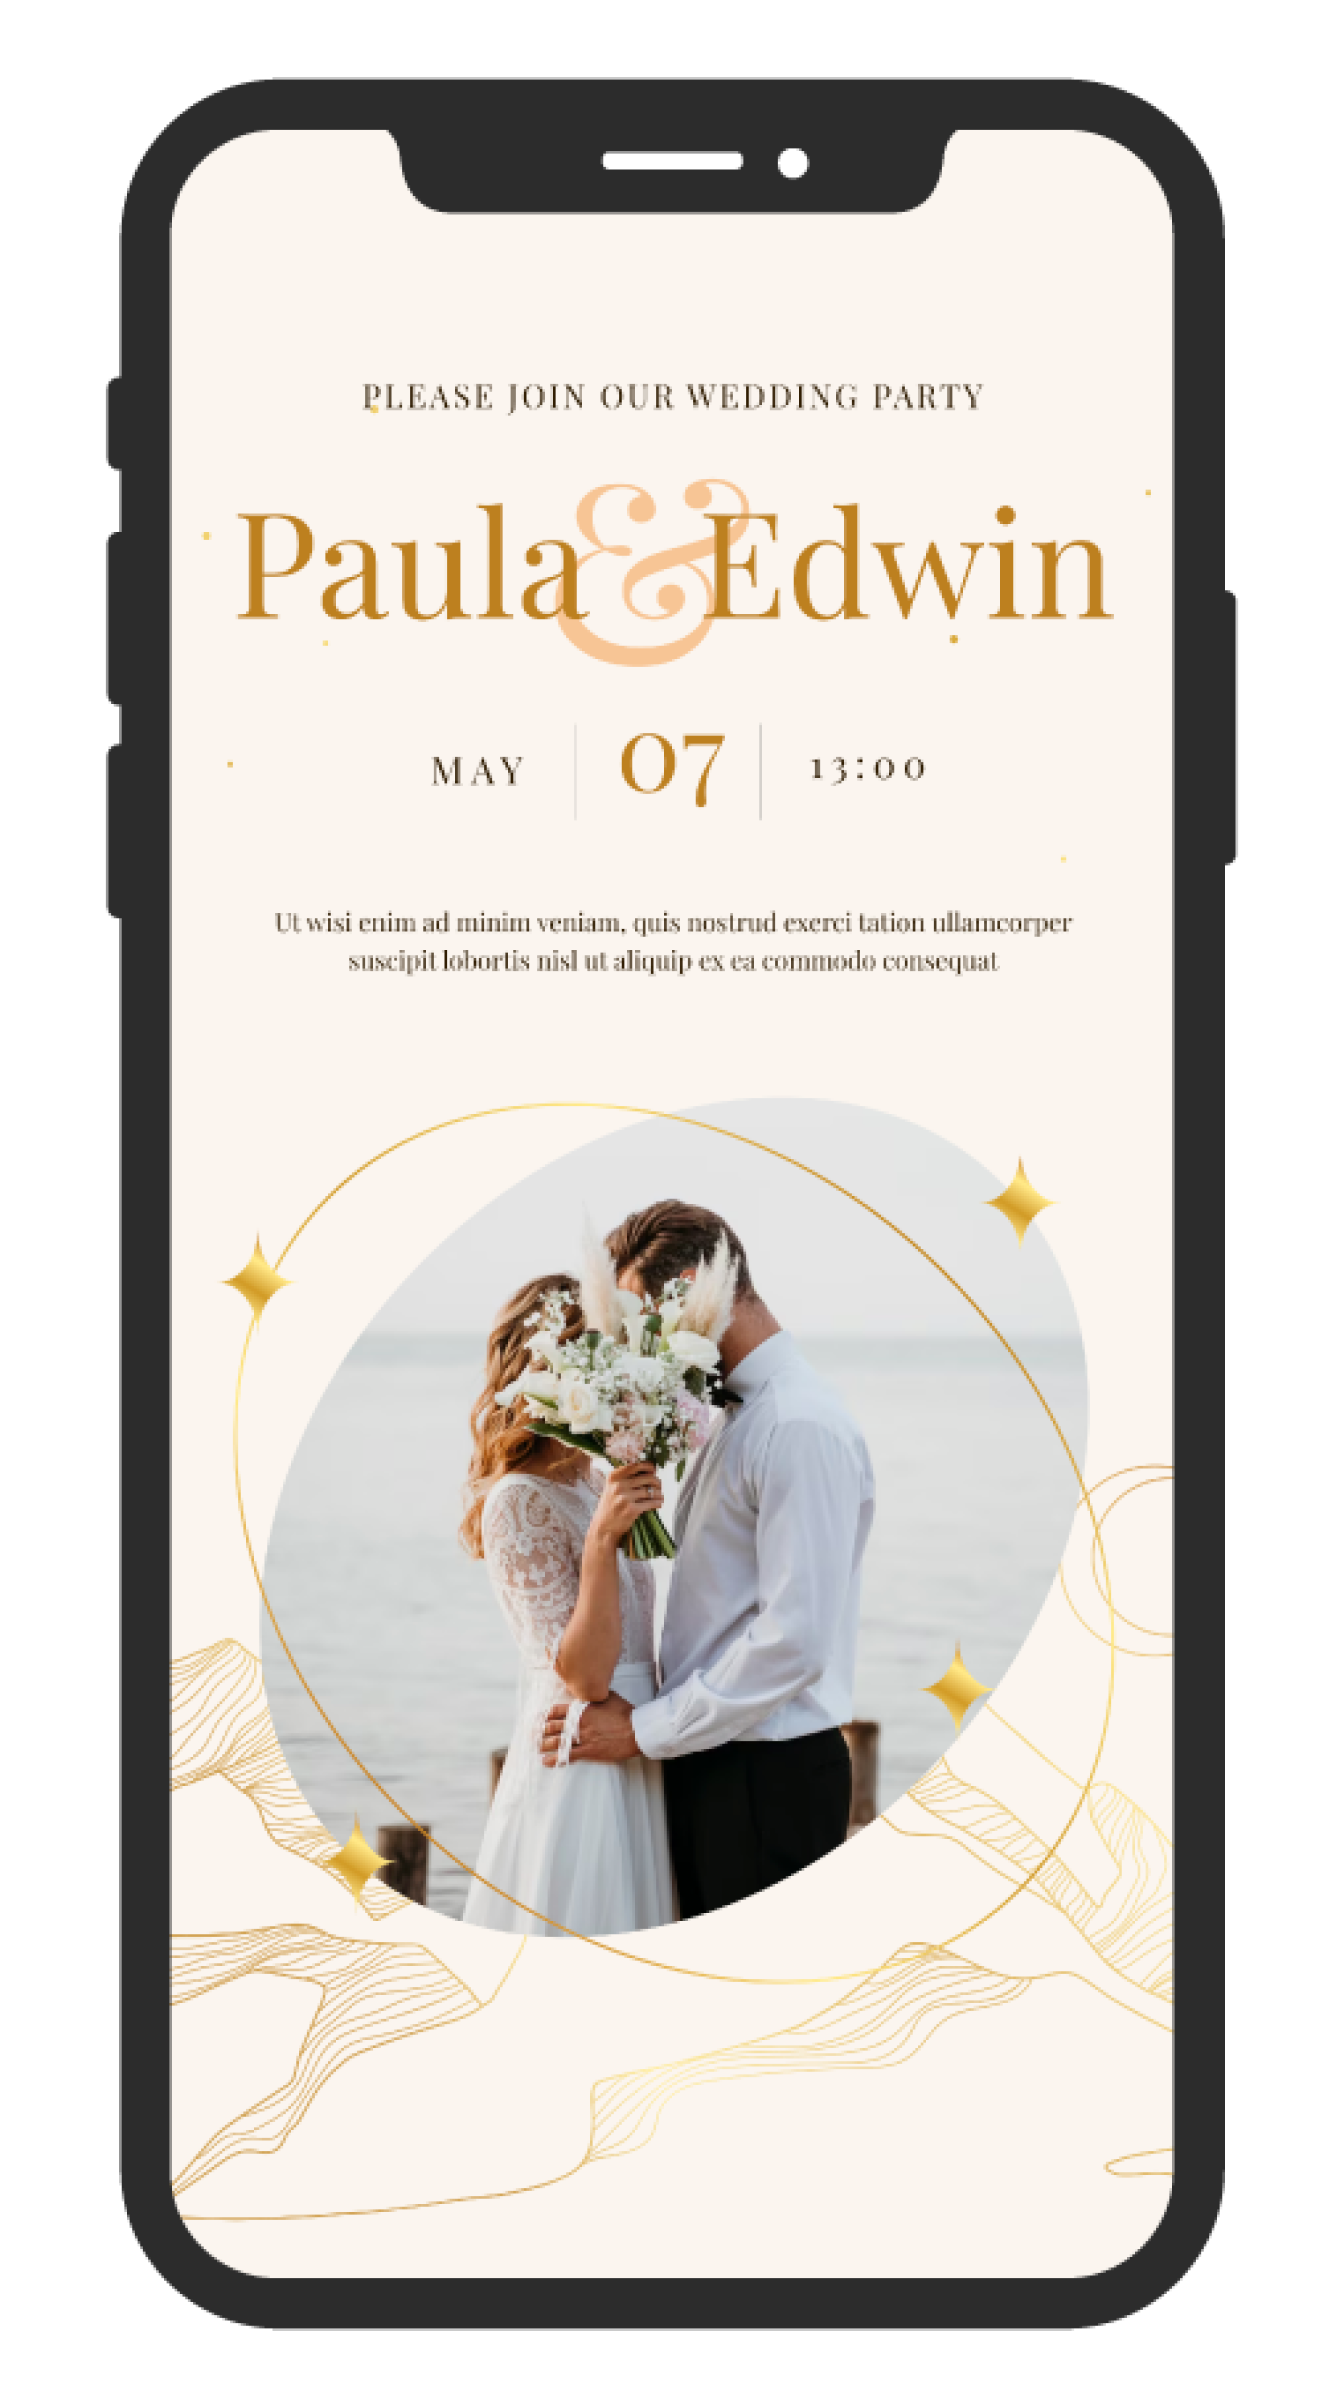 PLEASE JOIN OUR WEDDING PARTY
Paula & Edwin
MAY 07 13:00
Ut wisi enim ad minim veniam, quis nostrud exerci tation ullamcorper
suscipit lobortis nisl ut aliquip ex ea commodo consequat